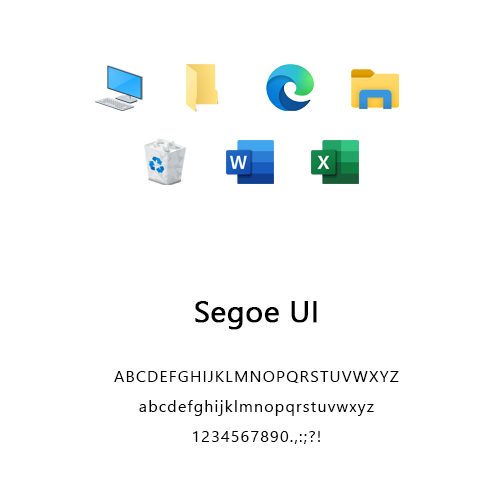 W X
Segoe UI
ABCDEFGHIJKLMNOPQRSTUVWXYZ
abcdefghijklmnopqrstuvwxyz
1234567890.,:;?!